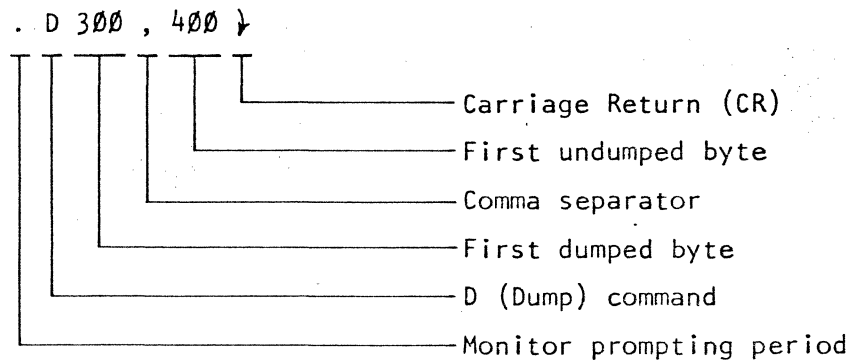 . D 3ØØ , 4ØØ
Carriage Return (CR)
First undumped byte
Comma separator
First dumped byte
D (Dump) command
Monitor prompting period